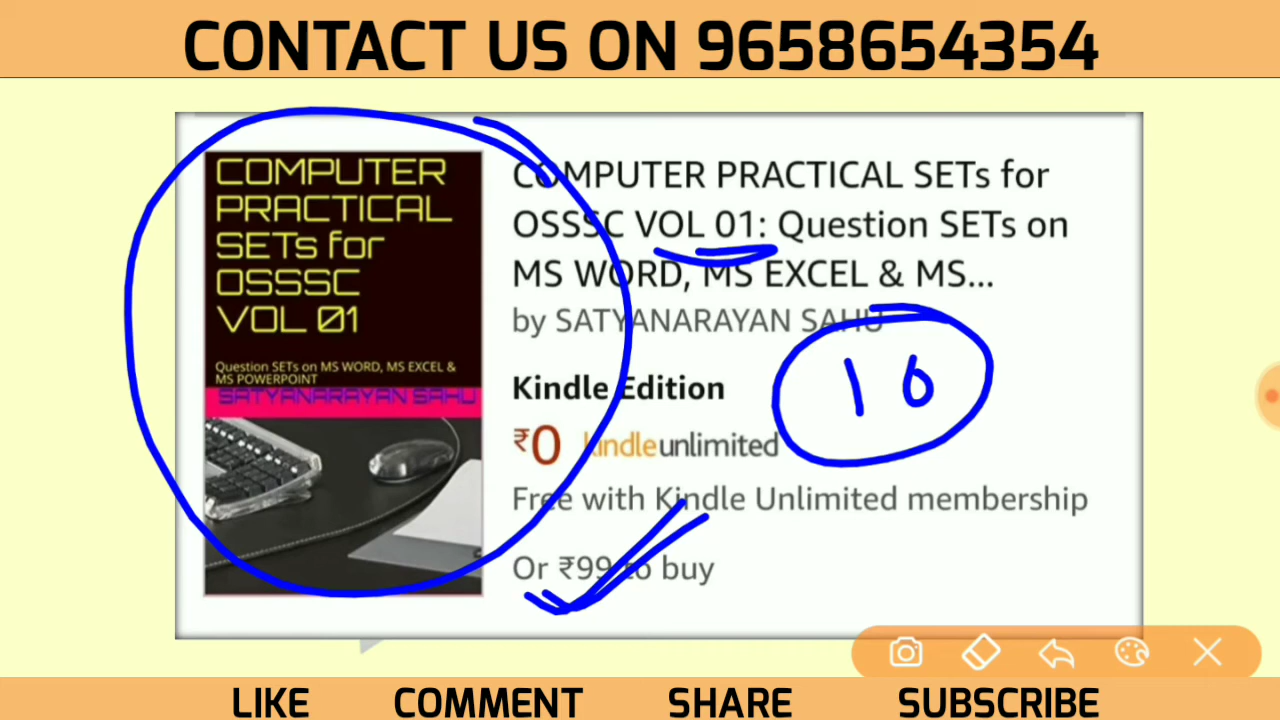 CONTACT US ON 9658654354
COMPUTER
PRACTICAL
SETs for
OSSSC
VOL 01
Question SETs on MS WORD, MS EXCEL &
MS POWERPOINT
SATYANARAYAN SAHU
COMPUTER PRACTICAL SETs for
OSSSC VOL 01: Question SETs on
MS WORD, MS EXCEL & MS...
by SATYANARAYAN SAHU
Kindle Edition
10
₹0 kindleunlimited
Free with Kindle Unlimited membership
Or ₹99 to buy
LIKE COMMENT SHARE SUBSCRIBE